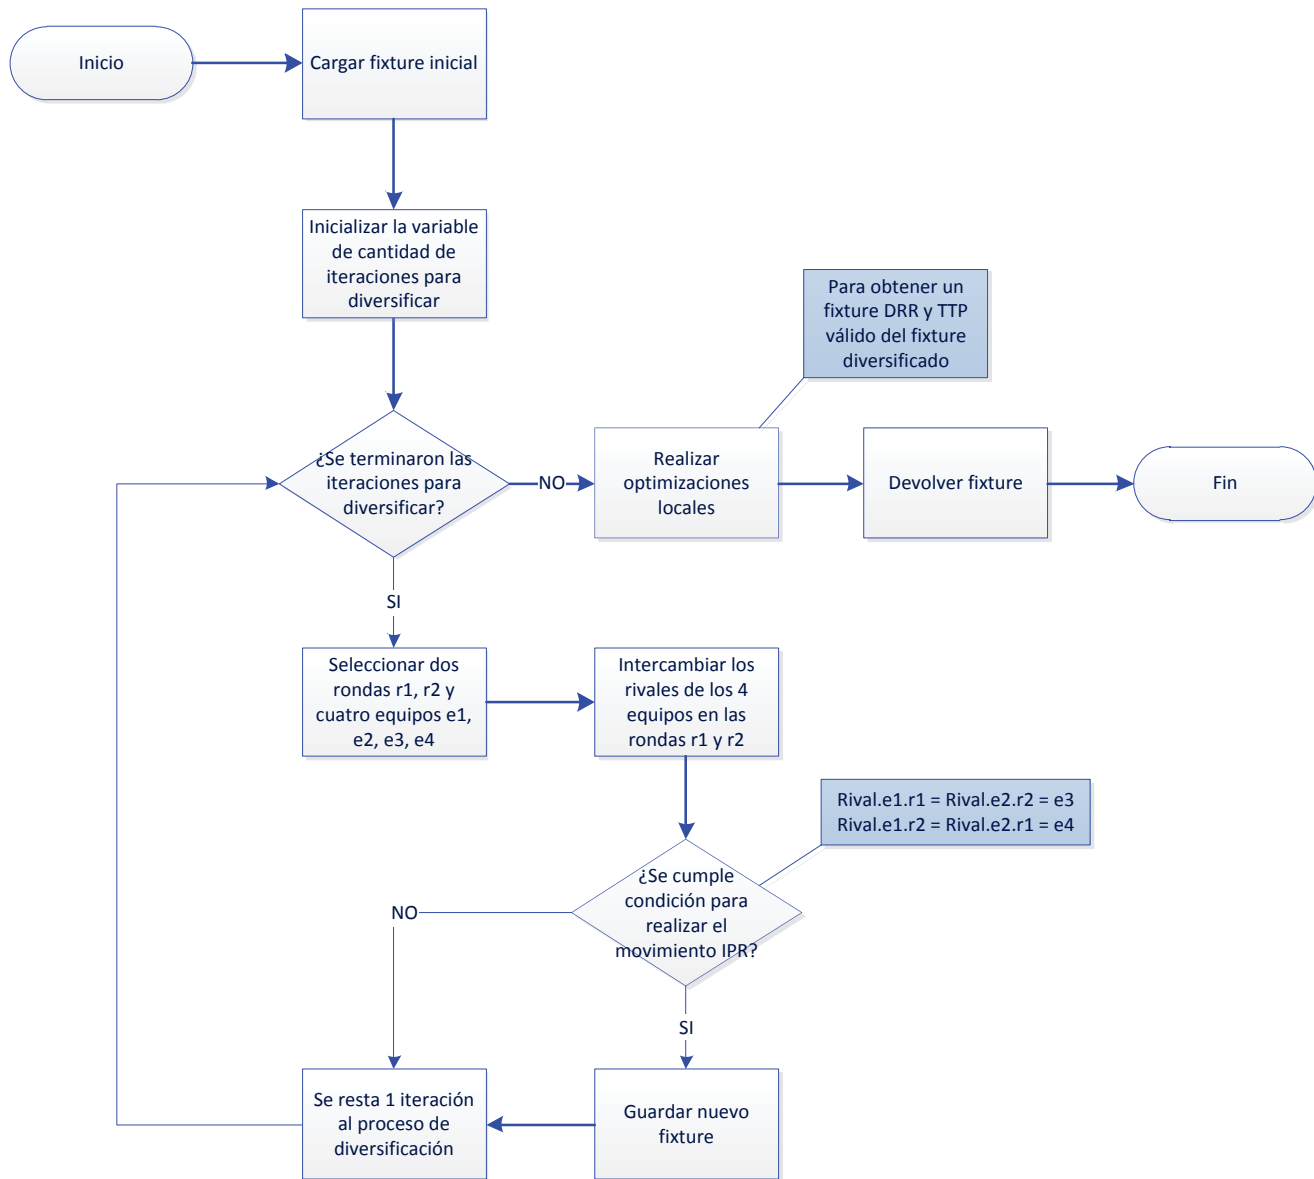 Inicio
Cargar fixture inicial
Inicializar la variable
de cantidad de
iteraciones para
diversificar
Para obtener un
fixture DRR y TTP
válido del fixture
diversificado
¿Se terminaron las
iteraciones para
diversificar?
NO
Realizar
optimizaciones
locales
Devolver fixture
Fin
SI
Seleccionar dos
rondas r1, r2 y
cuatro equipos e1,
e2, e3, e4
Intercambiar los
rivales de los 4
equipos en las
rondas r1 y r2
Rival.e1.r1 = Rival.e2.r2 = e3
Rival.e1.r2 = Rival.e2.r1 = e4
¿Se cumple
condición para
realizar el
movimiento IPR?
NO
SI
Se resta 1 iteración
al proceso de
diversificación
Guardar nuevo
fixture